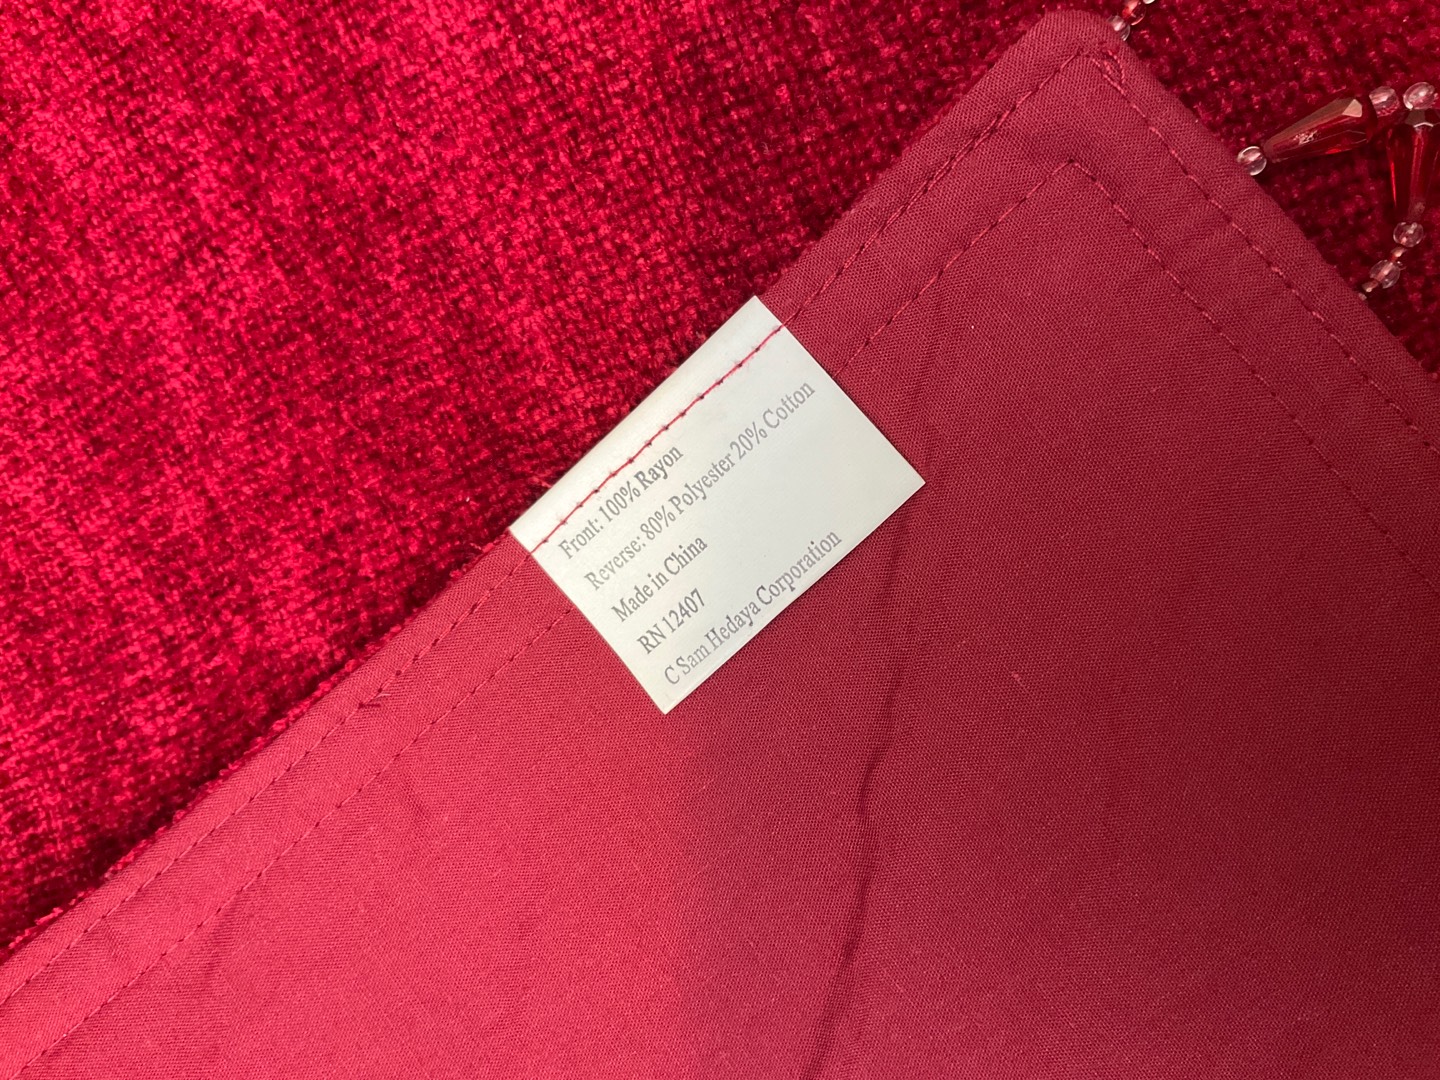 Front: 100% Rayon
Reverse: 80% Polyester 20% Cotton
Made in China
RN 12407
C Sam Hedaya Corporation